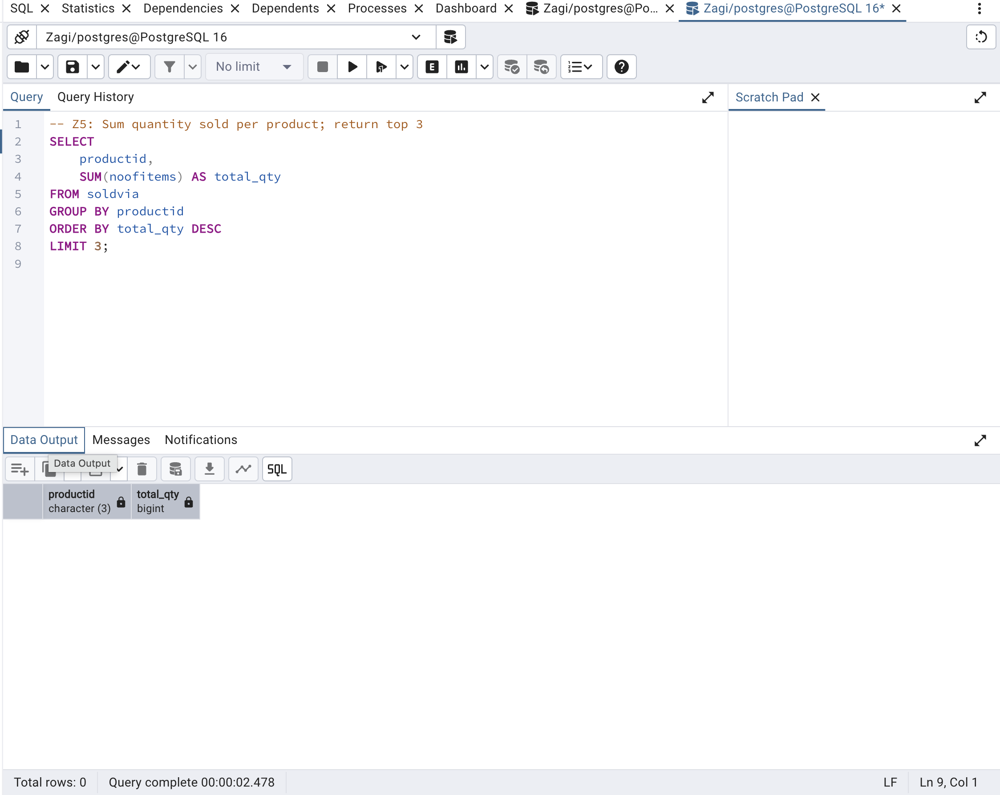 SQL Statistics Dependencies Dependents Processes Dashboard Zagi/postgres@Po... Zagi/postgres@PostgreSQL 16*
Zagi/postgres@PostgreSQL 16
No limit E
Query Query History Scratch Pad
1 -- Z5: Sum quantity sold per product; return top 3
2 SELECT
3 productid,
4 SUM(noofitems) AS total_qty
5 FROM soldvia
6 GROUP BY productid
7 ORDER BY total_qty DESC
8 LIMIT 3;
9
Data Output Messages Notifications
Data Output SQL
productid total_qty
character (3) bigint
Total rows: 0 Query complete 00:00:02.478 LF Ln 9, Col 1